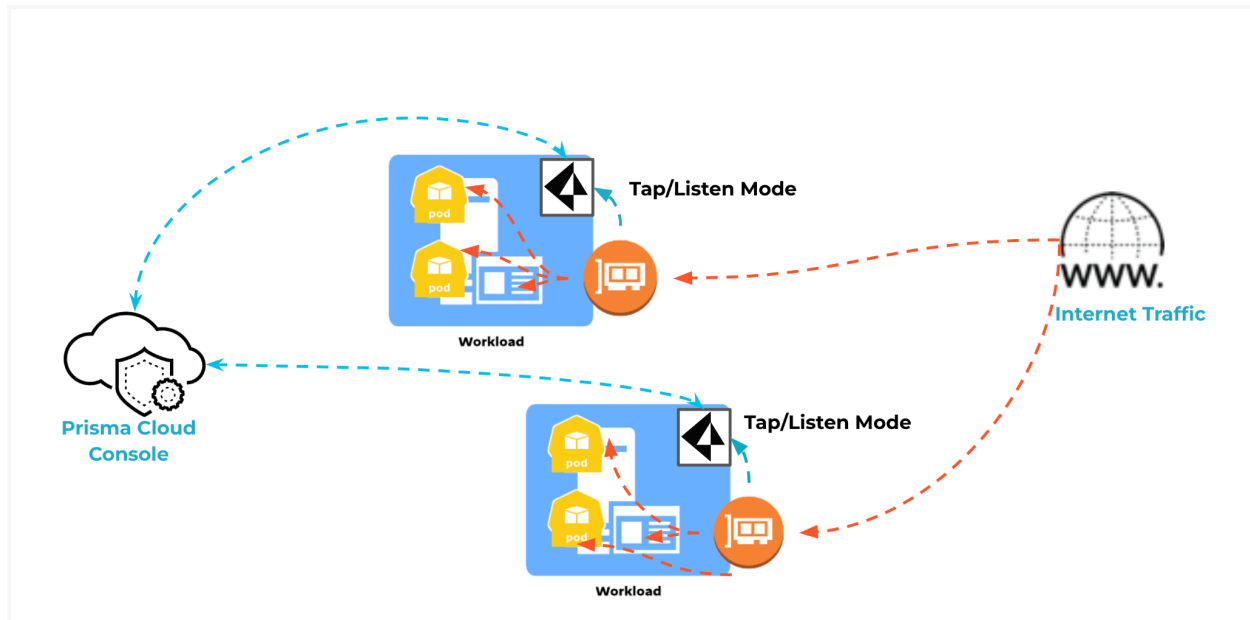 pod
Tap/Listen Mode
pod
Workload
WWW.
Internet Traffic
Prisma Cloud
Console
pod
Tap/Listen Mode
pod
Workload